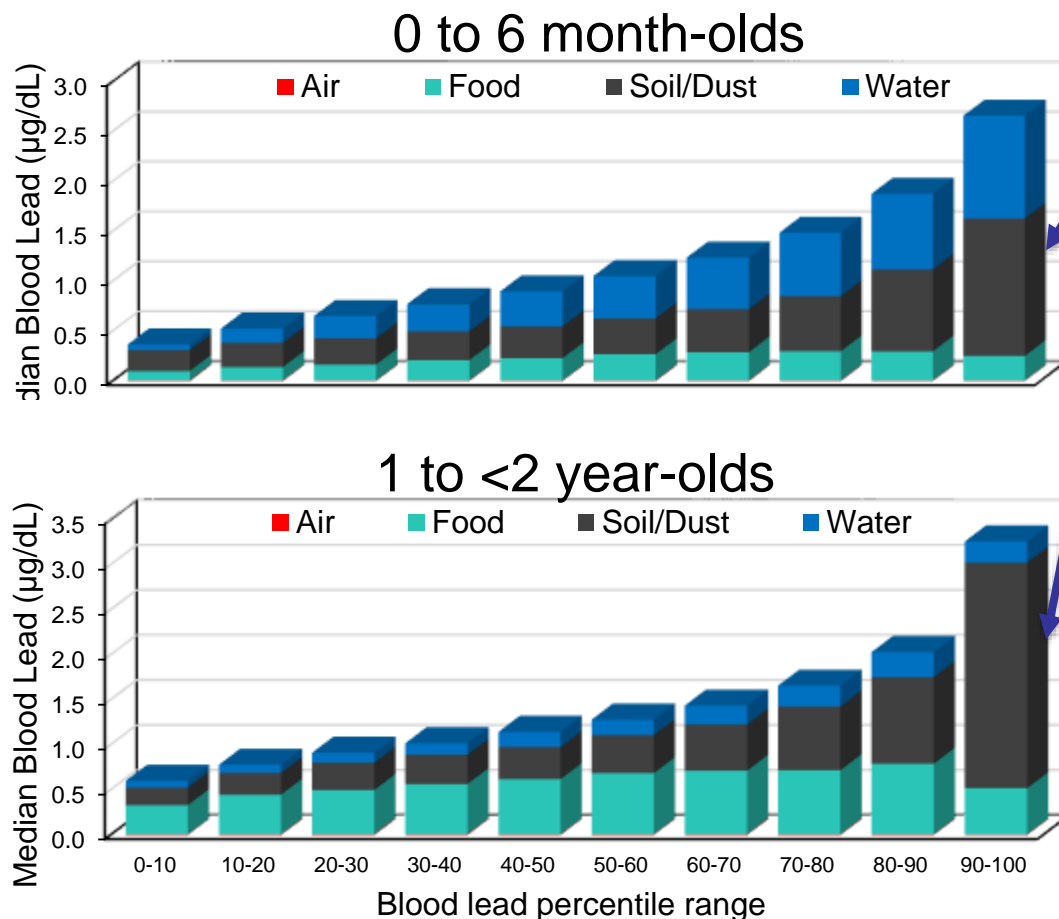 0 to 6 month-olds
Air Food Soil/Dust Water
dian Blood Lead (µg/dL)
3.0
2.5
2.0
1.5
1.0
0.5
0.0
1 to <2 year-olds
Air Food Soil/Dust Water
Median Blood Lead (µg/dL)
3.5
3.0
2.5
2.0
1.5
1.0
0.5
0.0
0-10 10-20 20-30 30-40 40-50 50-60 60-70 70-80 80-90 90-100
Blood lead percentile range